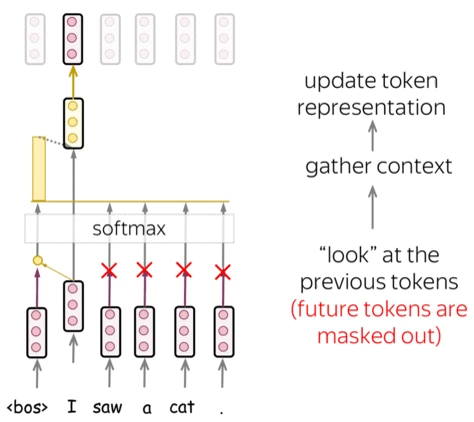 update token
representation
gather context
softmax
"look" at the
previous tokens
(future tokens are
masked out)
<bos> I saw a cat .